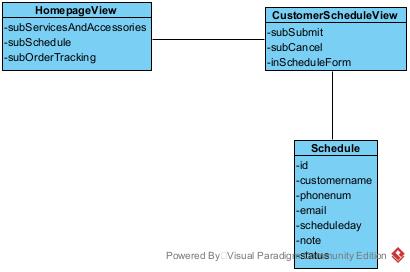 HomepageView
-subServicesAndAccessories
-subSchedule
-subOrderTracking
CustomerScheduleView
-subSubmit
-subCancel
-inScheduleForm
Schedule
-id
-customername
-phonenum
-email
-scheduleday
-note
-status
Powered By Visual Paradigm Community Edition